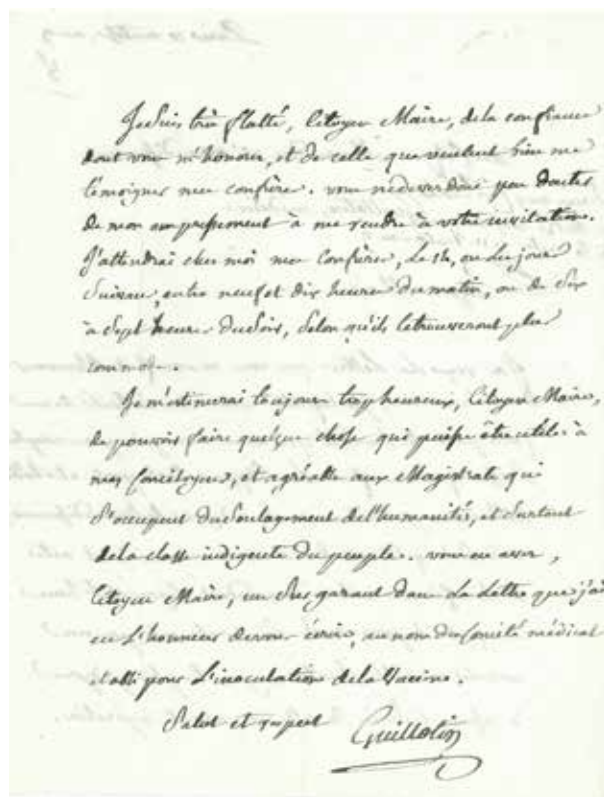 Je suis très flatté, Citoyen Maire, de la confiance
dont vous m'honorez, et de celle que veulent bien me
témoigner mes confrères. vous ne devez donc pas douter
de mon empressement à me rendre à votre invitation.
J'attendrai chez moi mes confrères, le 14, ou les jours
suivans, entre neuf et dix heures du matin, ou de six
à sept heures du soir, selon qu'ils le trouveront plus
commode.
Je m'estimerai toujours trop heureux, Citoyen Maire,
de pouvoir faire quelque chose qui puisse être utile à
mes concitoyens, et agréable aux Magistrats qui
s'occupent du soulagement de l'humanité, et surtout
de la classe indigente du peuple. vous en avez,
Citoyen Maire, un sûr garant dans la lettre que j'ai
eu l'honneur de vous écrire, au nom du Comité médical
établi pour l'inoculation de la Vaccine.
Salut et respect Guillotin